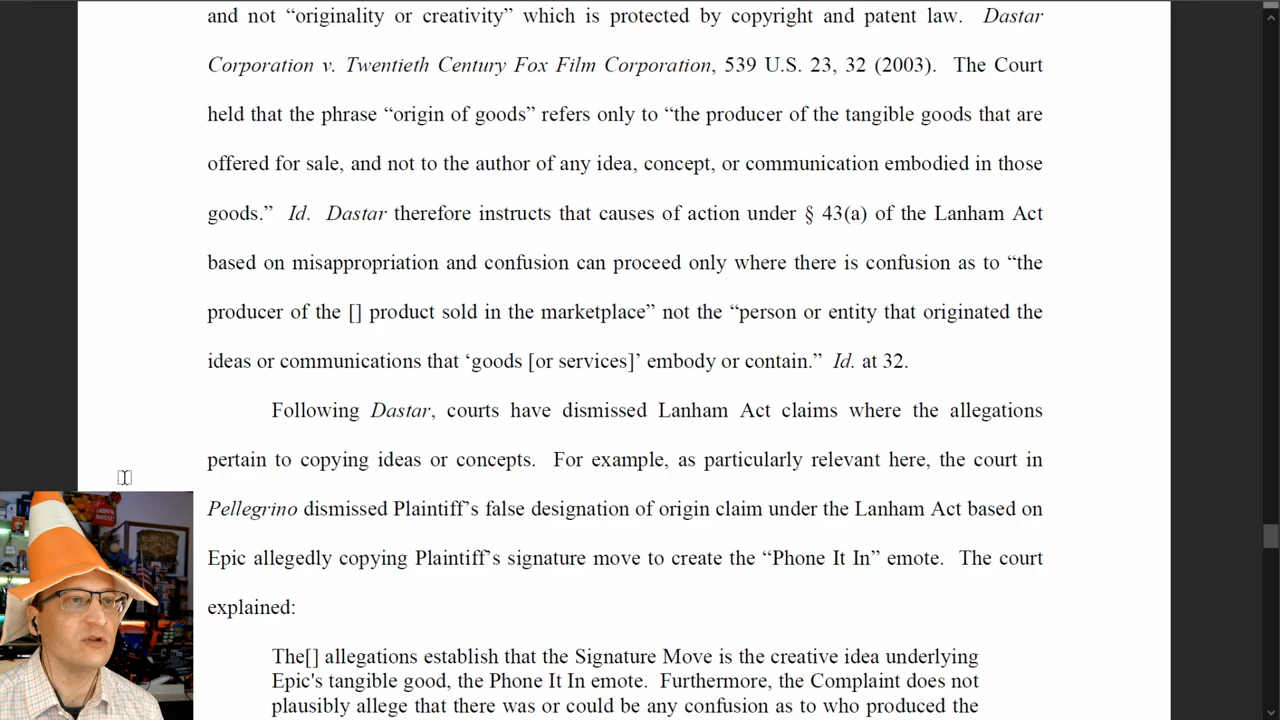 and not “originality or creativity” which is protected by copyright and patent law.  Dastar
Corporation v. Twentieth Century Fox Film Corporation, 539 U.S. 23, 32 (2003).  The Court
held that the phrase “origin of goods” refers only to “the producer of the tangible goods that are
offered for sale, and not to the author of any idea, concept, or communication embodied in those
goods.”  Id.  Dastar therefore instructs that causes of action under § 43(a) of the Lanham Act
based on misappropriation and confusion can proceed only where there is confusion as to “the
producer of the [] product sold in the marketplace” not the “person or entity that originated the
ideas or communications that ‘goods [or services]’ embody or contain.”  Id. at 32.
Following Dastar, courts have dismissed Lanham Act claims where the allegations
pertain to copying ideas or concepts.  For example, as particularly relevant here, the court in
Pellegrino dismissed Plaintiff’s false designation of origin claim under the Lanham Act based on
Epic allegedly copying Plaintiff’s signature move to create the “Phone It In” emote.  The court
explained:
The[] allegations establish that the Signature Move is the creative idea underlying
Epic's tangible good, the Phone It In emote.  Furthermore, the Complaint does not
plausibly allege that there was or could be any confusion as to who produced the